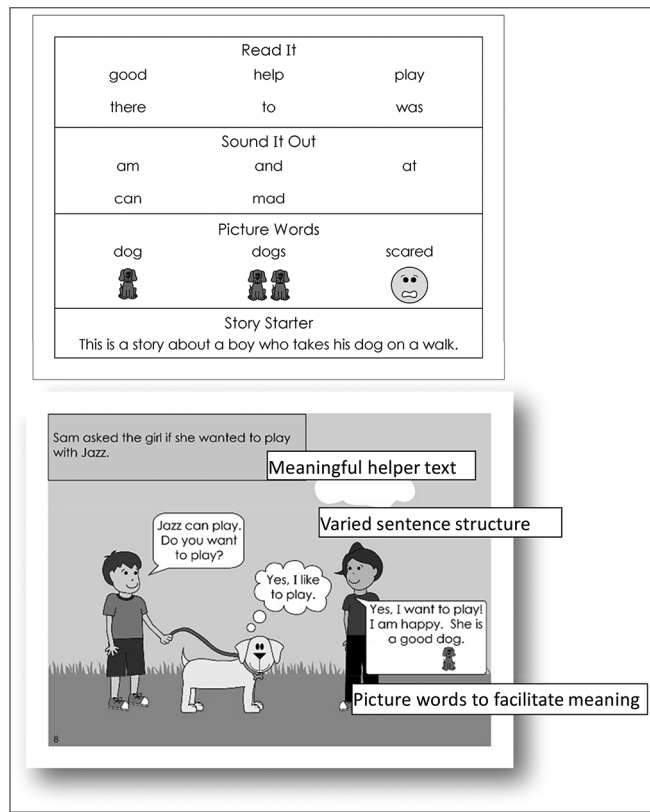 Read It
good help play
there to was
Sound It Out
am and at
can mad
Picture Words
dog dogs scared
Story Starter
This is a story about a boy who takes his dog on a walk.
Sam asked the girl if she wanted to play
with Jazz.
Meaningful helper text
Varied sentence structure
Jazz can play.
Do you want
to play?
Yes, I like
to play.
Yes, I want to play!
I am happy. She is
a good dog.
Picture words to facilitate meaning
8